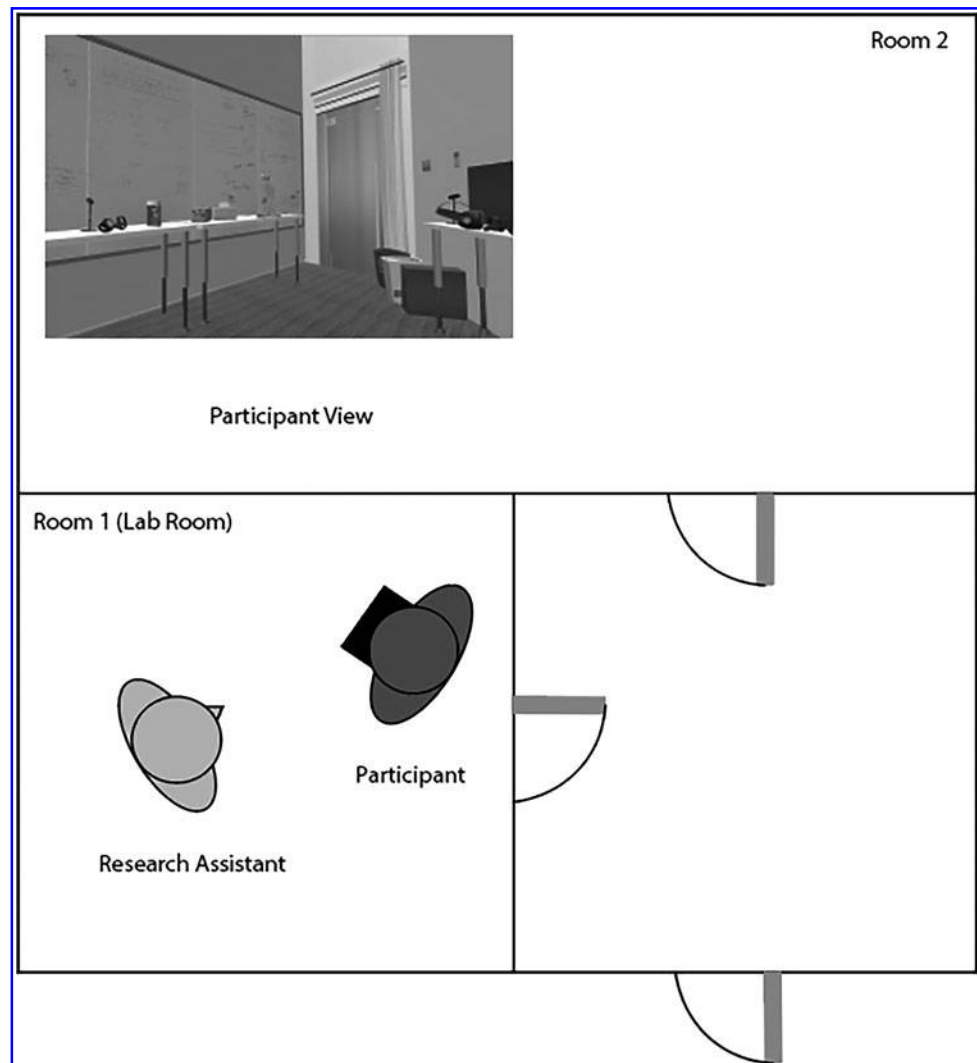 Room 2
Participant View
Room 1 (Lab Room)
Participant
Research Assistant